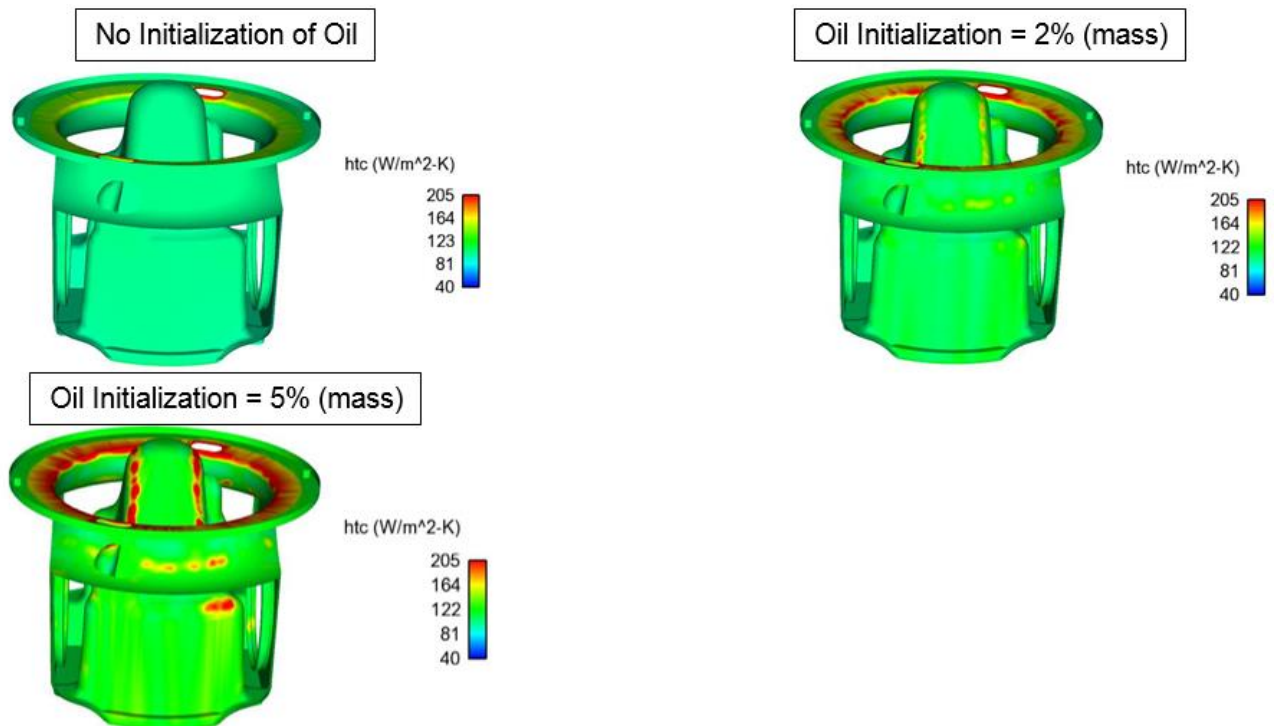 No Initialization of Oil
htc (W/m^2-K)
205
164
123
81
40
Oil Initialization = 2% (mass)
htc (W/m^2-K)
205
164
122
81
40
Oil Initialization = 5% (mass)
htc (W/m^2-K)
205
164
122
81
40